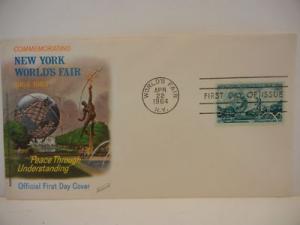 COMMEMORATING
NEW YORK
WORLD'S FAIR
1964-1965
Peace Through
Understanding
Official First Day Cover
WORLD'S FAIR
APR
22
1964
N.Y.
FIRST DAY OF ISSUE